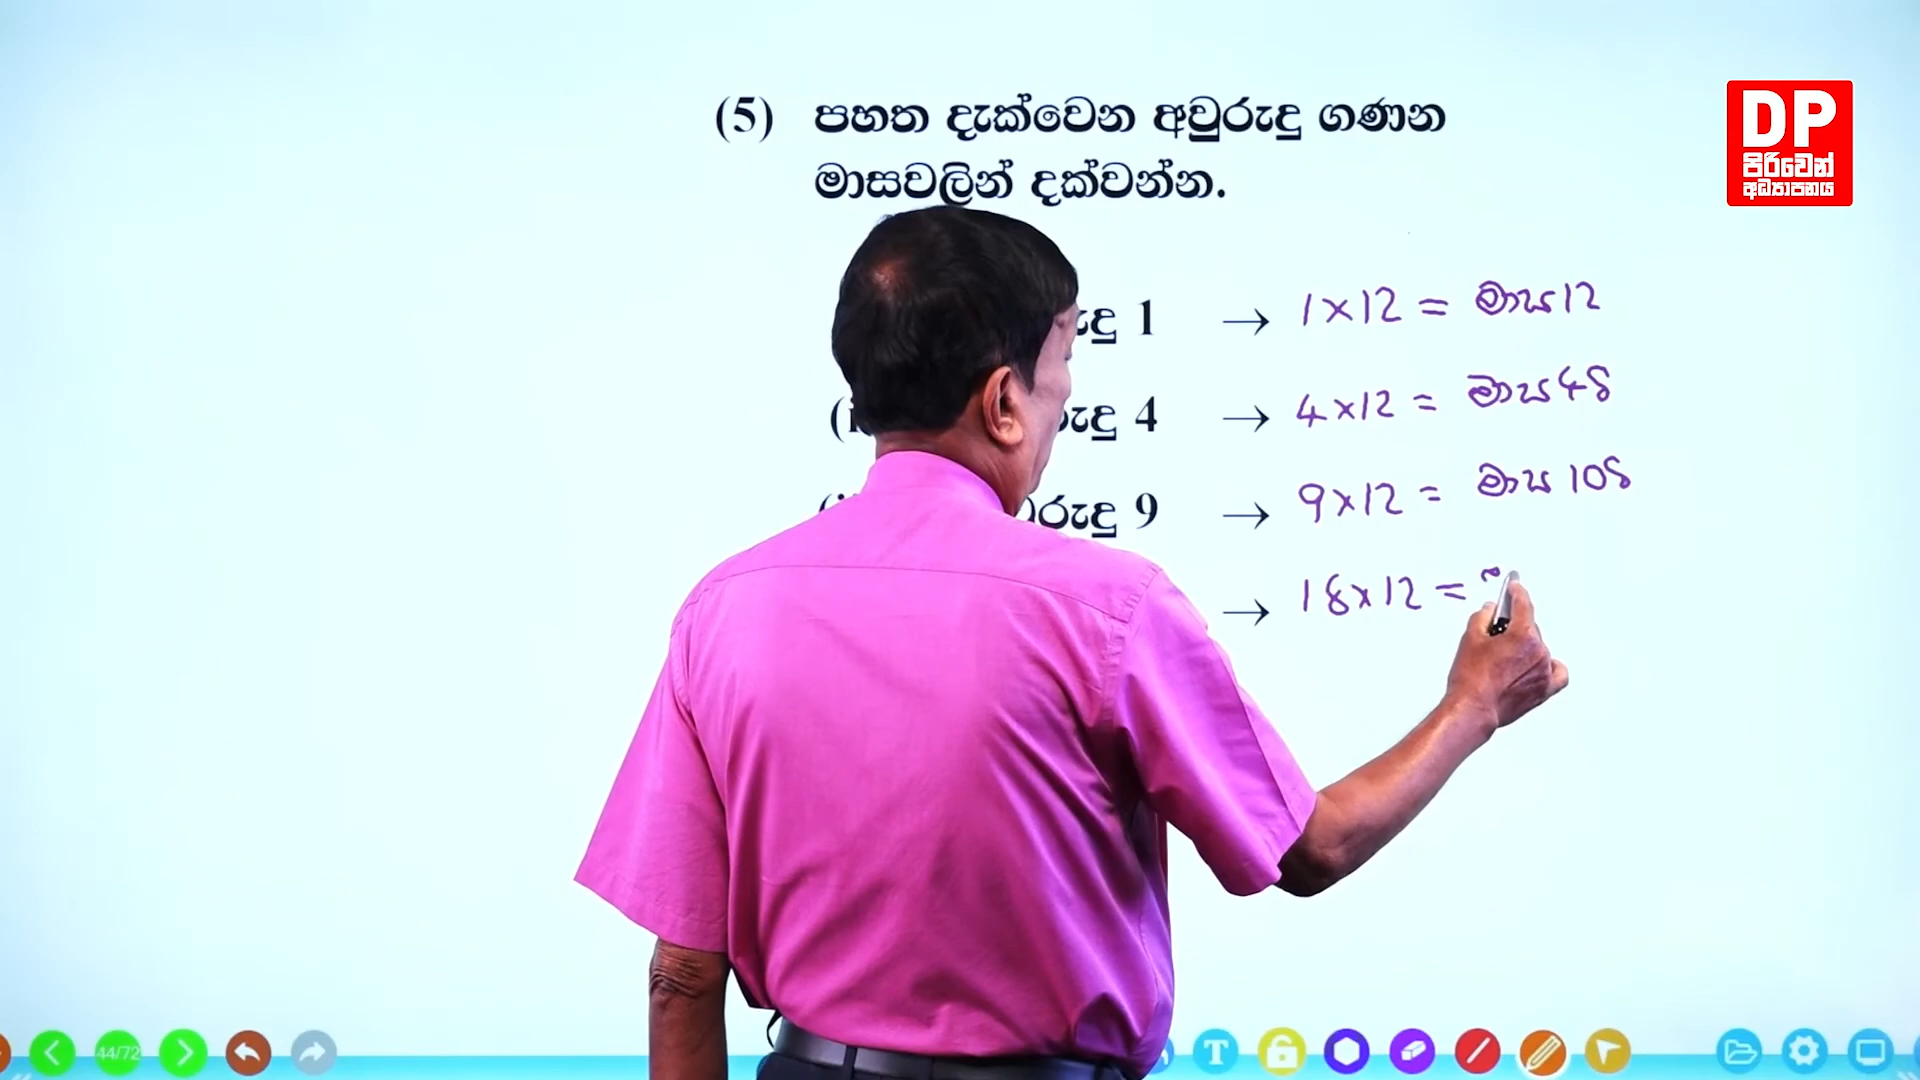 DP
පිරිවෙන්
අධ්‍යාපනය
(5) පහත දැක්වෙන අවුරුදු ගණන
මාසවලින් දක්වන්න.
1 → 1×12 = මාස 12
4 → 4×12 = මාස 48
9 → 9×12 = මාස 108
→ 18×12 =
44/72
T